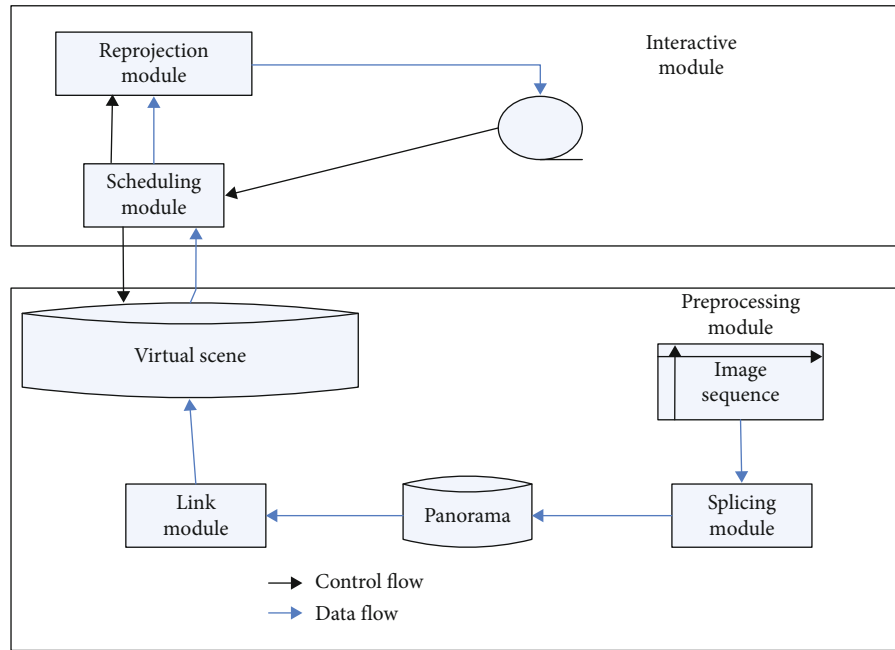 Reprojection
module
Interactive
module
Scheduling
module
Preprocessing
module
Virtual scene
Image
sequence
Link
module
Panorama
Splicing
module
Control flow
Data flow